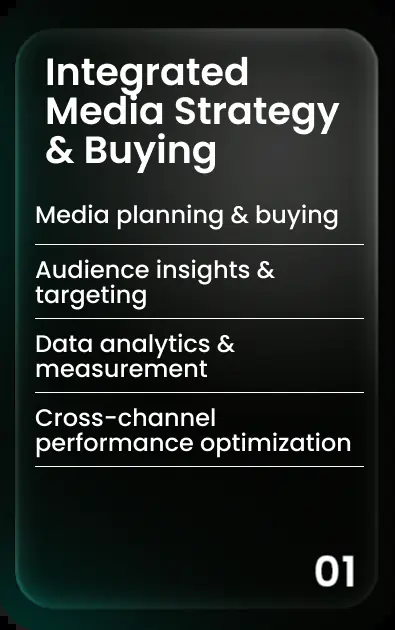 Integrated
Media Strategy
& Buying
Media planning & buying
Audience insights &
targeting
Data analytics &
measurement
Cross-channel
performance optimization
01